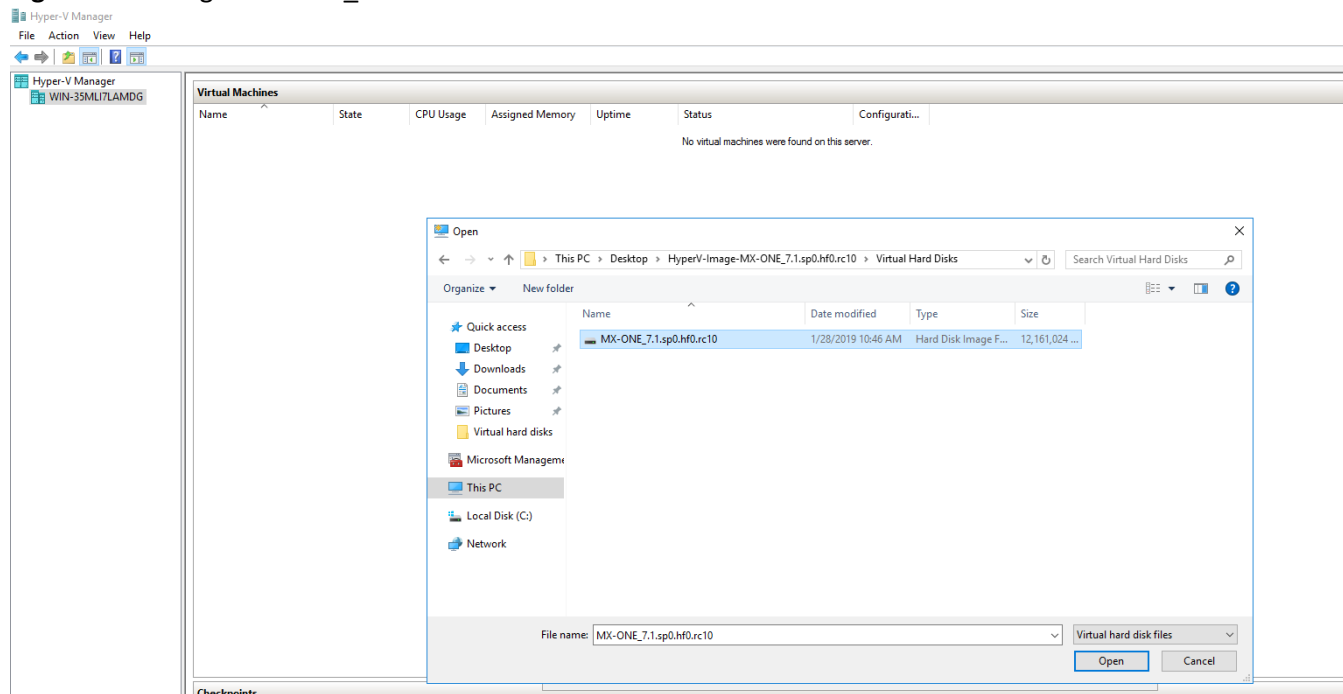 Hyper-V Manager
File Action View Help
Hyper-V Manager
WIN-35MLI7LAMDG
Virtual Machines
Name State CPU Usage Assigned Memory Uptime Status Configurati...
No virtual machines were found on this server.
Open
This PC > Desktop > HyperV-Image-MX-ONE_7.1.sp0.hf0.rc10 > Virtual Hard Disks
Search Virtual Hard Disks
Organize New folder
Name Date modified Type Size
Quick access
MX-ONE_7.1.sp0.hf0.rc10 1/28/2019 10:46 AM Hard Disk Image F... 12,161,024 ...
Desktop
Downloads
Documents
Pictures
Virtual hard disks
Microsoft Manageme
This PC
Local Disk (C:)
Network
File name: MX-ONE_7.1.sp0.hf0.rc10
Virtual hard disk files
Open Cancel
Checkpoints